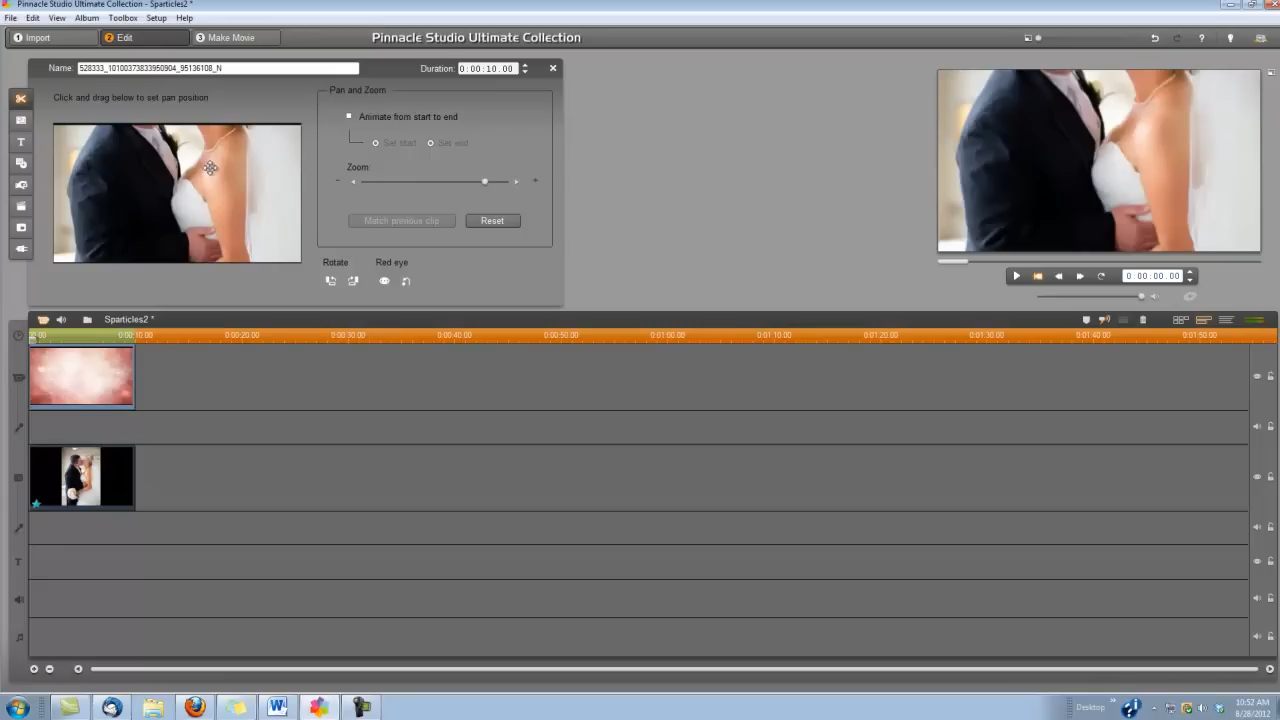 Pinnacle Studio Ultimate Collection - Sparticles2 *
File Edit View Album Toolbox Setup Help
1 Import 2 Edit 3 Make Movie Pinnacle Studio Ultimate Collection
Name: 528333_10100373833950904_95136108_N Duration: 0:00:10.00
Click and drag below to set pan position
Pan and Zoom
Animate from start to end
Set start Set end
Zoom:
Match previous clip Reset
Rotate Red eye
0:00:00.00
Sparticles2 *
0:00:10.00 0:00:20.00 0:00:30.00 0:00:40.00 0:00:50.00 0:01:00.00 0:01:10.00 0:01:20.00 0:01:30.00 0:01:40.00 0:01:50.00
Desktop 10:52 AM
8/28/2012